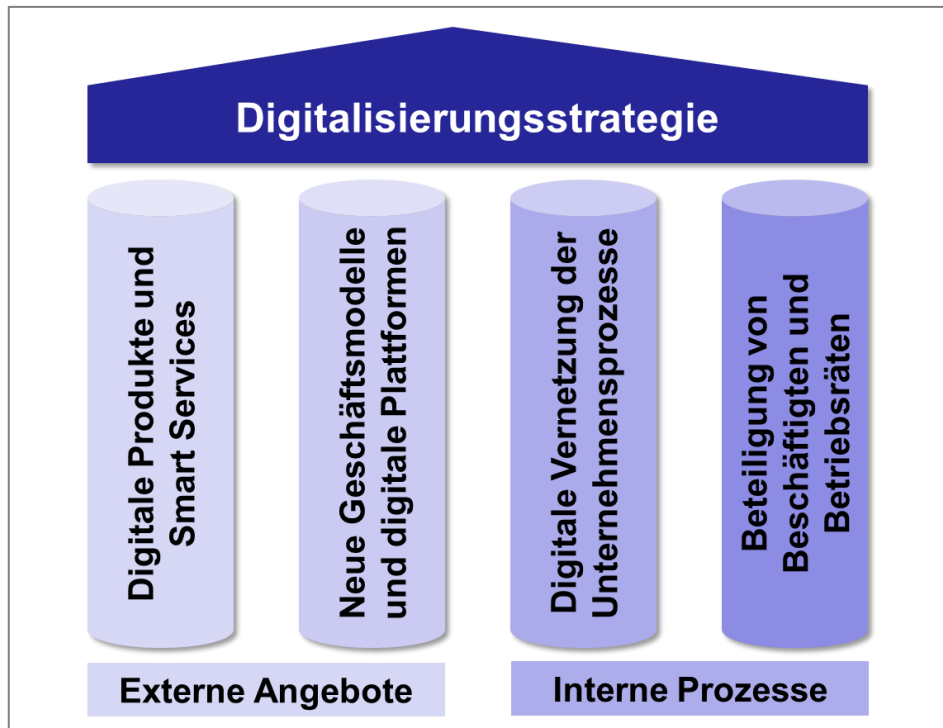 Digitalisierungsstrategie
Digitale Produkte und
Smart Services
Neue Geschäftsmodelle
und digitale Plattformen
Digitale Vernetzung der
Unternehmensprozesse
Beteiligung von
Beschäftigten und
Betriebsräten
Externe Angebote
Interne Prozesse